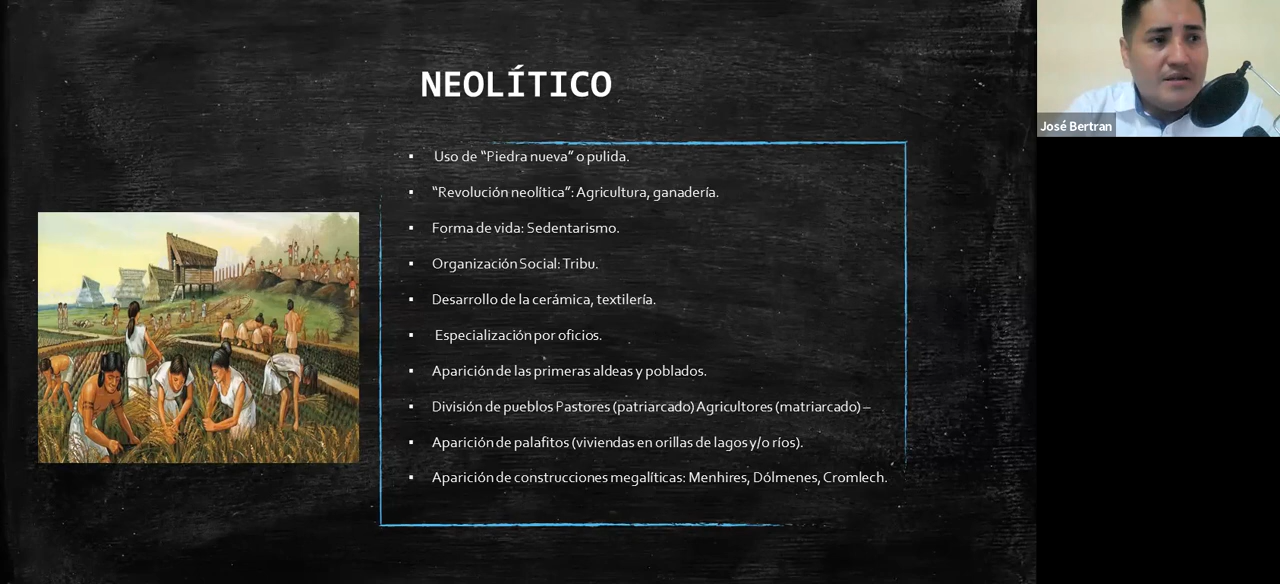 NEOLÍTICO
▪ Uso de “Piedra nueva” o pulida.
▪ “Revolución neolítica”: Agricultura, ganadería.
▪ Forma de vida: Sedentarismo.
▪ Organización Social: Tribu.
▪ Desarrollo de la cerámica, textilería.
▪ Especialización por oficios.
▪ Aparición de las primeras aldeas y poblados.
▪ División de pueblos Pastores (patriarcado) Agricultores (matriarcado) –
▪ Aparición de palafitos (viviendas en orillas de lagos y/o ríos).
▪ Aparición de construcciones megalíticas: Menhires, Dólmenes, Cromlech.
José Bertran